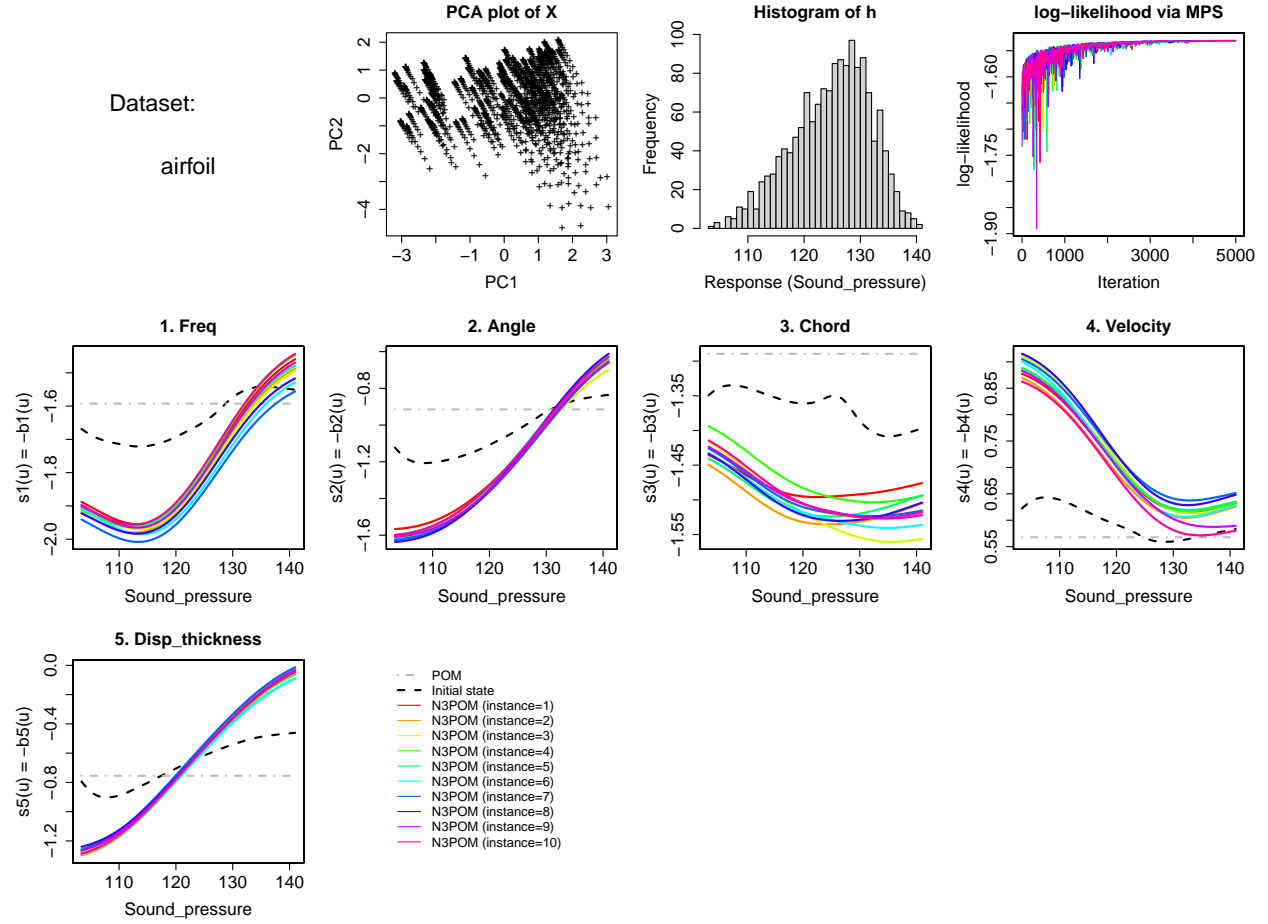 Dataset:
airfoil
PCA plot of X
PC2
2
1
0
−2
−4
−3
−1
0
1
2
3
PC1
Histogram of h
Frequency
100
80
60
40
20
0
110
120
130
140
Response (Sound_pressure)
log−likelihood via MPS
log−likelihood
−1.60
−1.75
−1.90
0
1000
3000
5000
Iteration
1. Freq
s1(u) = −b1(u)
−1.6
−1.8
−2.0
110
120
130
140
Sound_pressure
2. Angle
s2(u) = −b2(u)
−0.8
−1.2
−1.6
110
120
130
140
Sound_pressure
3. Chord
s3(u) = −b3(u)
−1.35
−1.45
−1.55
110
120
130
140
Sound_pressure
4. Velocity
s4(u) = −b4(u)
0.85
0.75
0.65
0.55
110
120
130
140
Sound_pressure
5. Disp_thickness
s5(u) = −b5(u)
0.0
−0.4
−0.8
−1.2
110
120
130
140
Sound_pressure
POM
Initial state
N3POM (instance=1)
N3POM (instance=2)
N3POM (instance=3)
N3POM (instance=4)
N3POM (instance=5)
N3POM (instance=6)
N3POM (instance=7)
N3POM (instance=8)
N3POM (instance=9)
N3POM (instance=10)